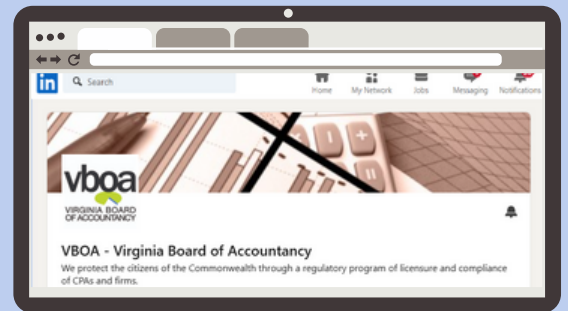 in Search
Home My Network Jobs Messaging Notifications
vboa
VIRGINIA BOARD
OF ACCOUNTANCY
VBOA - Virginia Board of Accountancy
We protect the citizens of the Commonwealth through a regulatory program of licensure and compliance
of CPAs and firms.